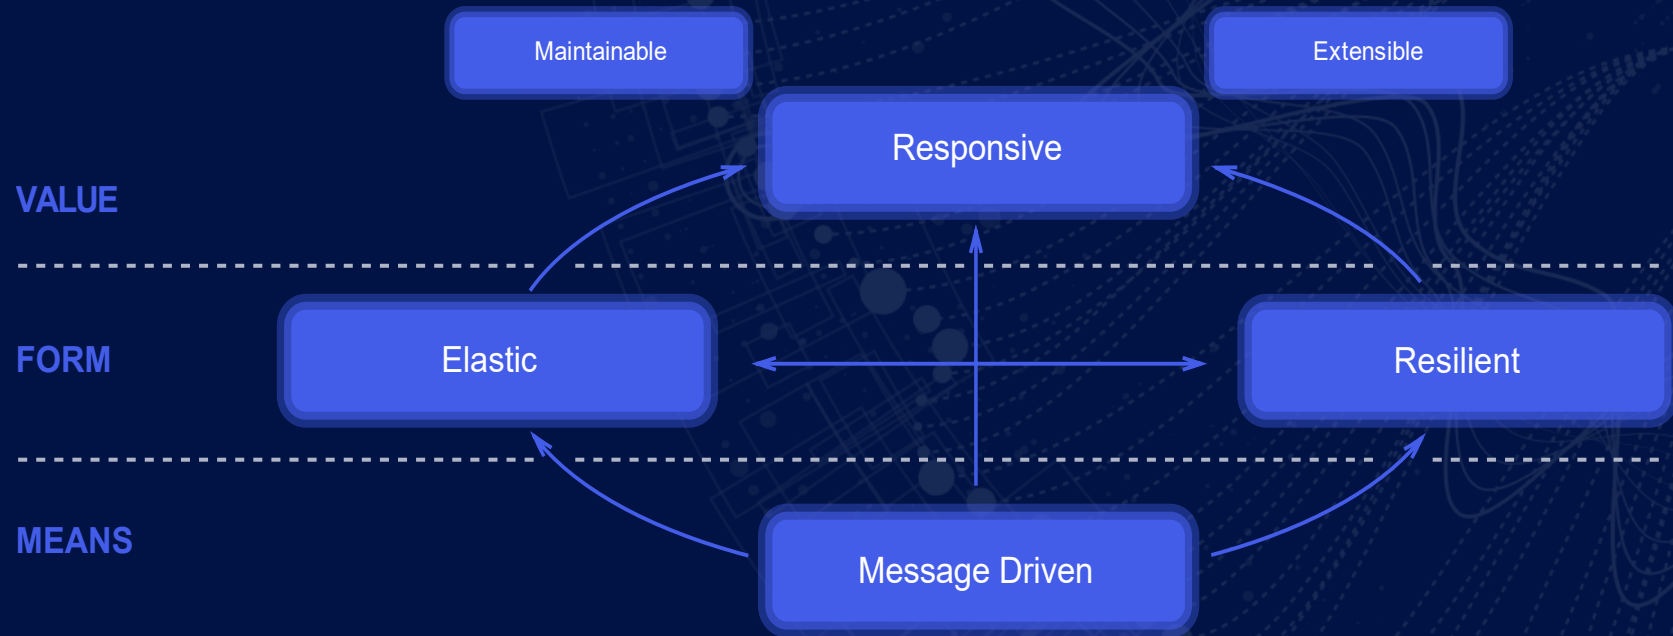 Maintainable
Extensible
Responsive
VALUE
FORM
Elastic
Resilient
MEANS
Message Driven